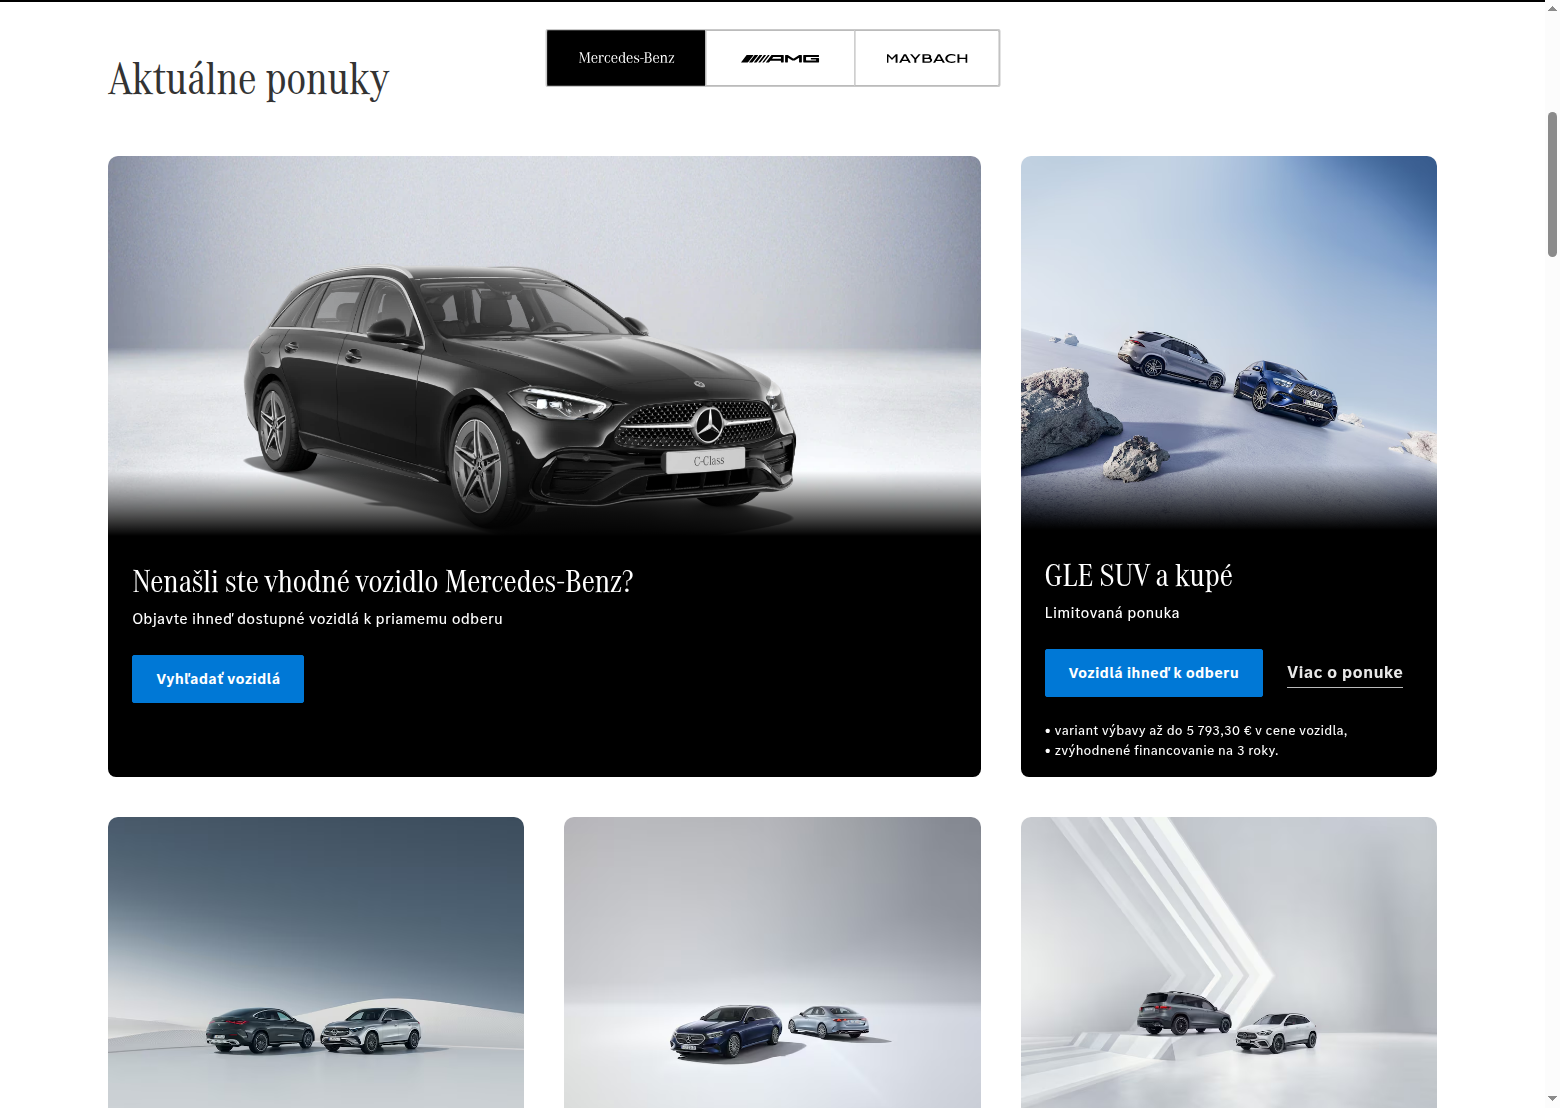 Aktuálne ponuky
Mercedes-Benz
AMG
MAYBACH
C-Class
Nenašli ste vhodné vozidlo Mercedes-Benz?
Objavte ihneď dostupné vozidlá k priamemu odberu
Vyhľadať vozidlá
GLE SUV a kupé
Limitovaná ponuka
Vozidlá ihneď k odberu
Viac o ponuke
• variant výbavy až do 5 793,30 € v cene vozidla,
• zvýhodnené financovanie na 3 roky.